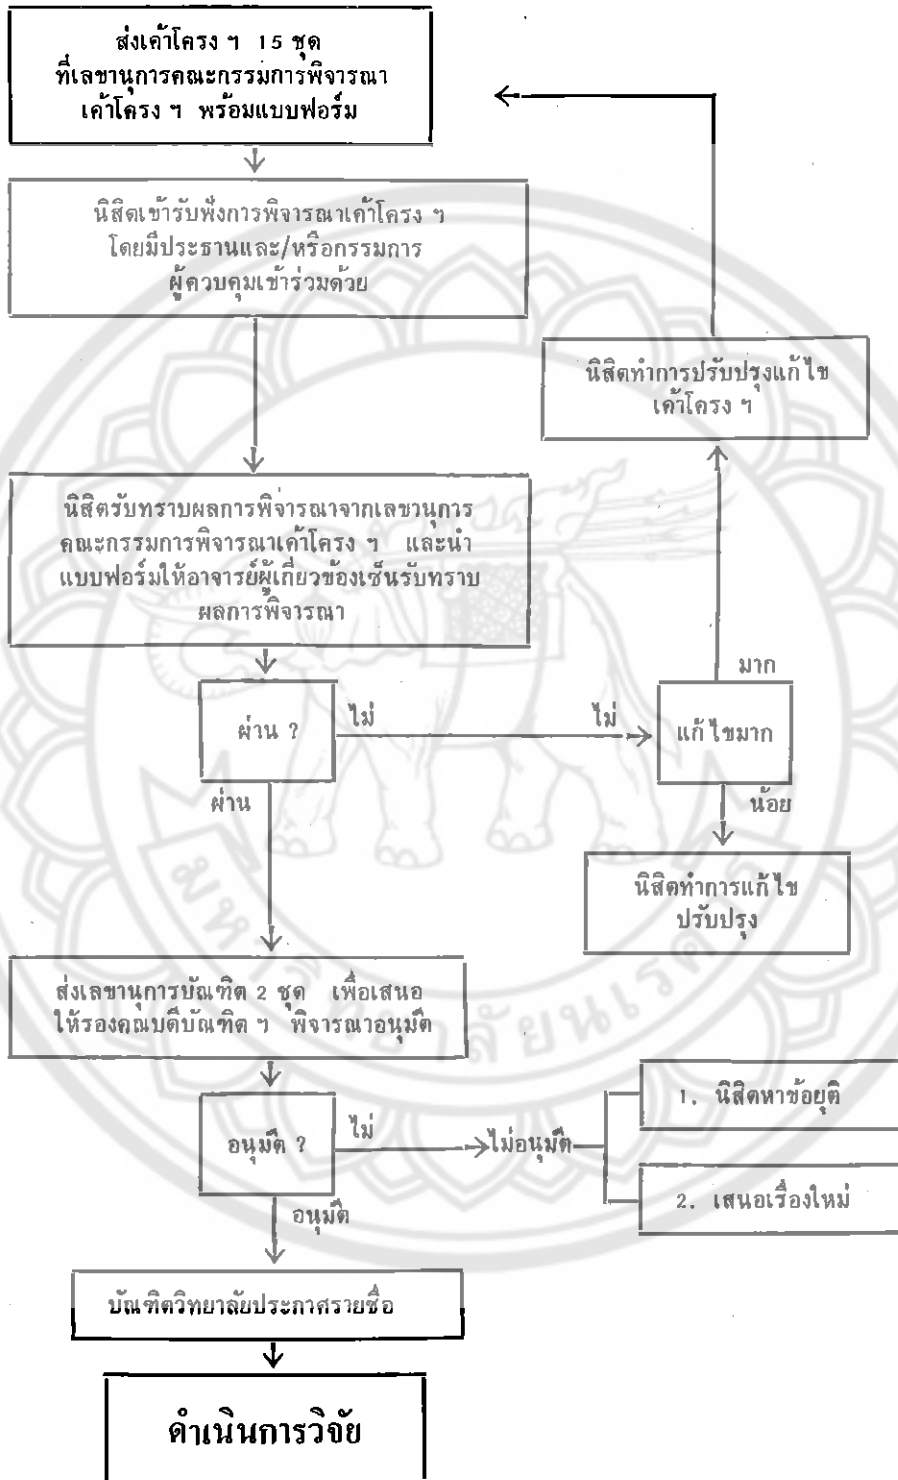 ส่งเค้าโครง ฯ 15 ชุด
ที่เลขานุการคณะกรรมการพิจารณา
เค้าโครง ฯ พร้อมแบบฟอร์ม
นิสิตเข้ารับฟังการพิจารณาเค้าโครง ฯ
โดยมีประธานและ/หรือกรรมการ
ผู้ควบคุมเข้าร่วมด้วย
นิสิตทำการปรับปรุงแก้ไข
เค้าโครง ฯ
นิสิตรับทราบผลการพิจารณาจากเลขานุการ
คณะกรรมการพิจารณาเค้าโครง ฯ และนำ
แบบฟอร์มให้อาจารย์ผู้เกี่ยวข้องเซ็นรับทราบ
ผลการพิจารณา
มาก
ผ่าน ?
ไม่
ไม่
แก้ไขมาก
ผ่าน
น้อย
นิสิตทำการแก้ไข
ปรับปรุง
ส่งเลขานุการบัณฑิต 2 ชุด เพื่อเสนอ
ให้รองคณบดีบัณฑิต ฯ พิจารณาอนุมัติ
อนุมัติ ?
ไม่
ไม่อนุมัติ
1. นิสิตหาข้อยุติ
2. เสนอเรื่องใหม่
อนุมัติ
บัณฑิตวิทยาลัยประกาศรายชื่อ
ดำเนินการวิจัย
มหาวิทยาลัยนเรศวร